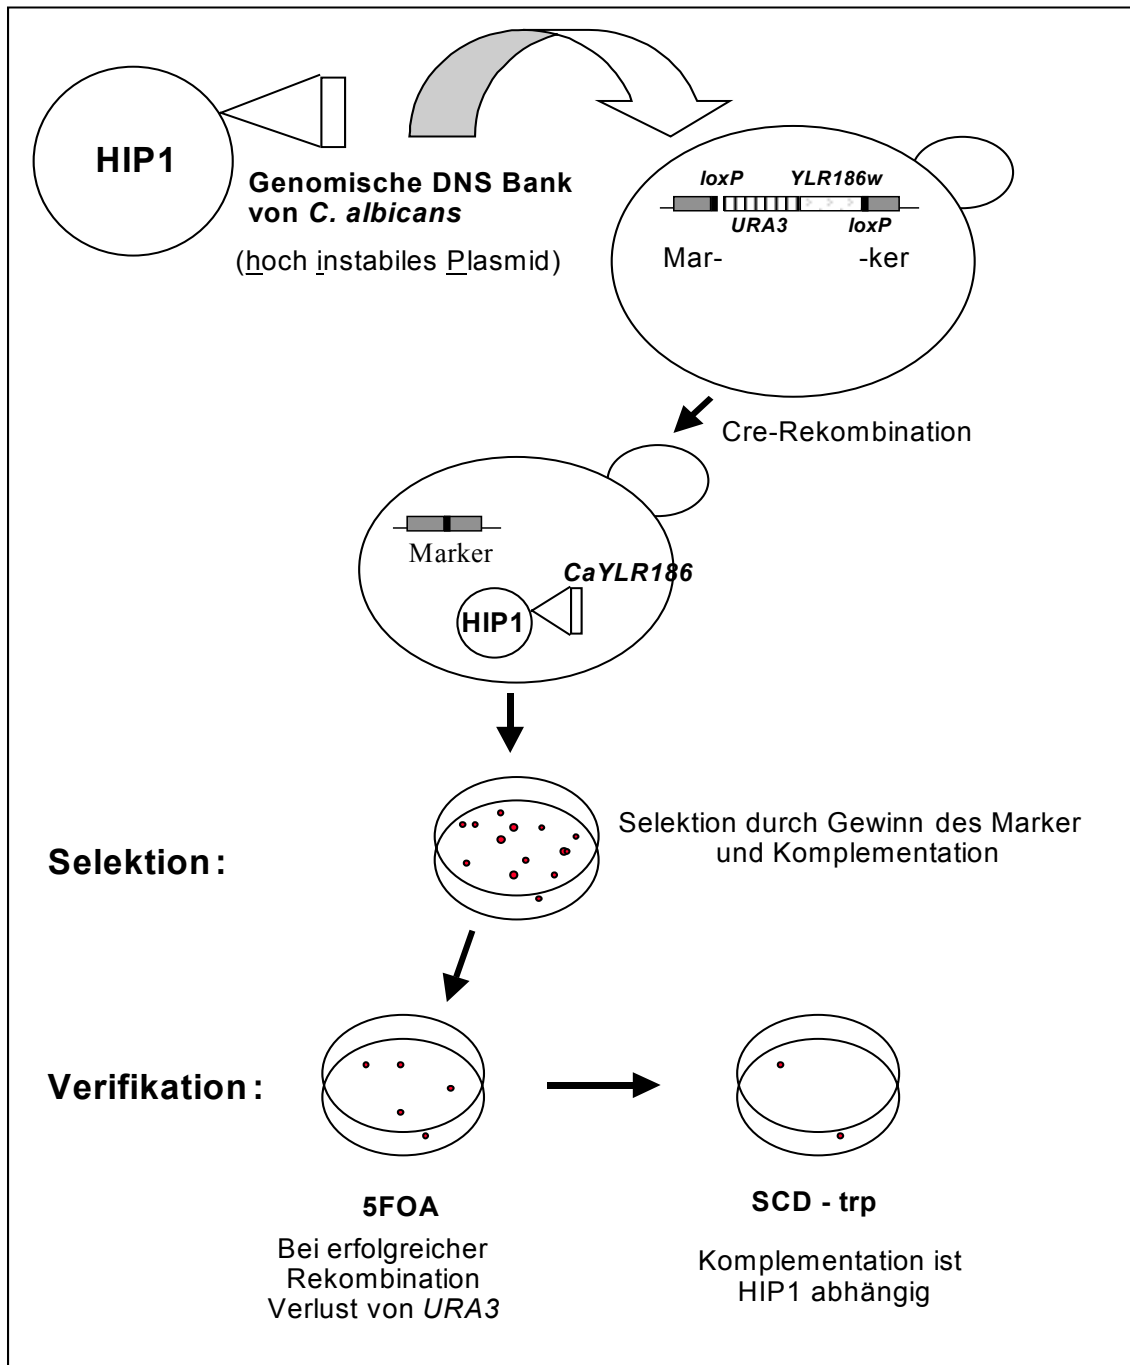 HIP1
Genomische DNS Bank
von C. albicans
(hoch instabiles Plasmid)
loxP YLR186w
URA3 loxP
Mar- -ker
Cre-Rekombination
Marker
CaYLR186
HIP1
Selektion:
Selektion durch Gewinn des Marker
und Komplementation
Verifikation:
5FOA
Bei erfolgreicher
Rekombination
Verlust von URA3
SCD - trp
Komplementation ist
HIP1 abhängig